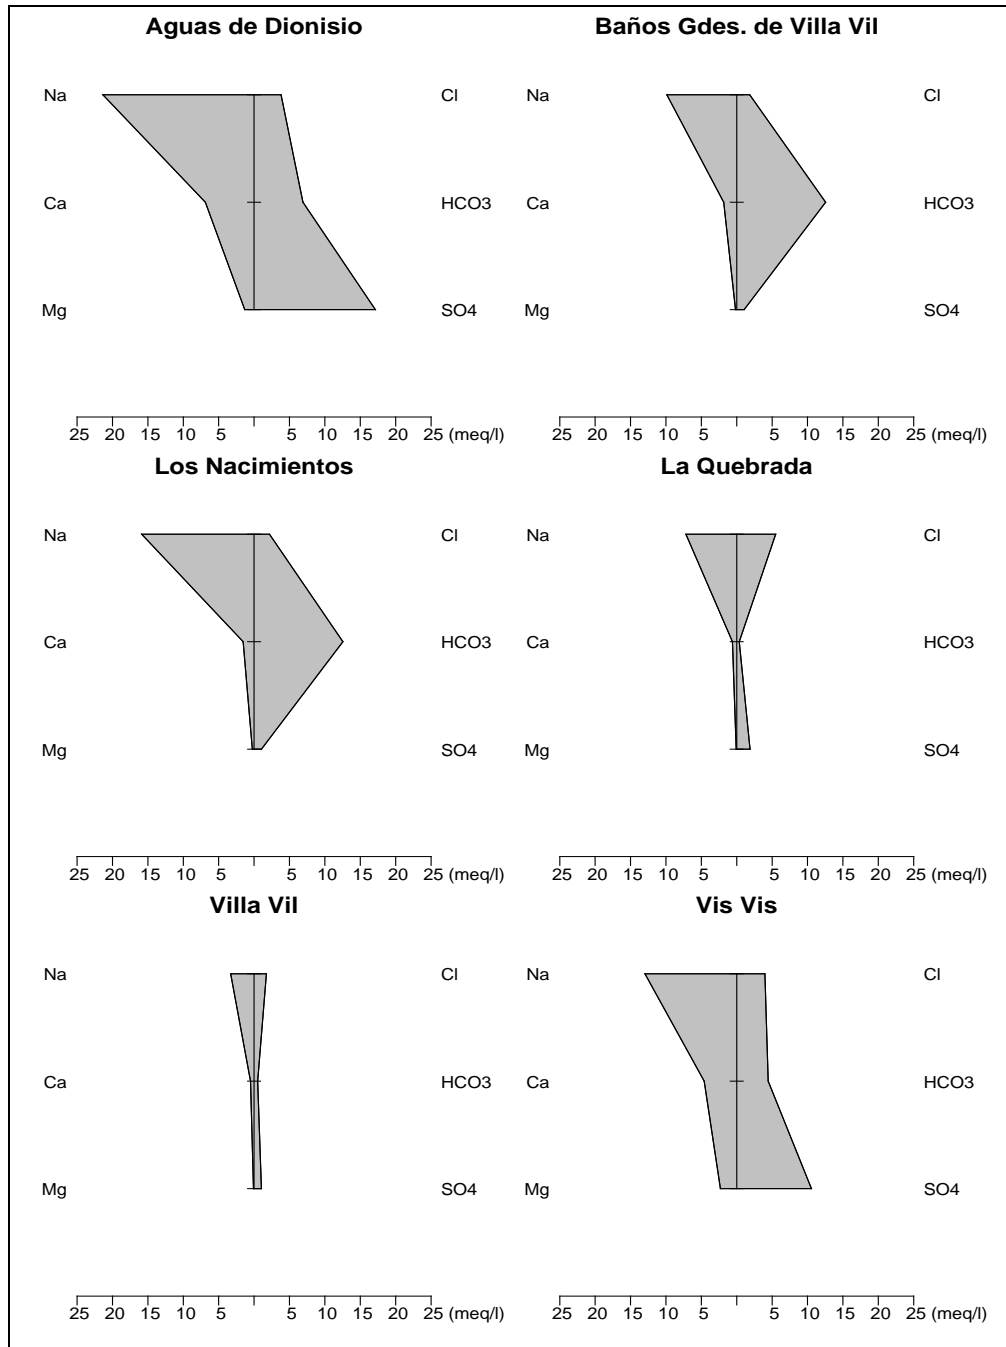 Aguas de Dionisio
Na Cl
Ca HCO3
Mg SO4
25 20 15 10 5 5 10 15 20 25 (meq/l)
Baños Gdes. de Villa Vil
Na Cl
Ca HCO3
Mg SO4
25 20 15 10 5 5 10 15 20 25 (meq/l)
Los Nacimientos
Na Cl
Ca HCO3
Mg SO4
25 20 15 10 5 5 10 15 20 25 (meq/l)
La Quebrada
Na Cl
Ca HCO3
Mg SO4
25 20 15 10 5 5 10 15 20 25 (meq/l)
Villa Vil
Na Cl
Ca HCO3
Mg SO4
25 20 15 10 5 5 10 15 20 25 (meq/l)
Vis Vis
Na Cl
Ca HCO3
Mg SO4
25 20 15 10 5 5 10 15 20 25 (meq/l)